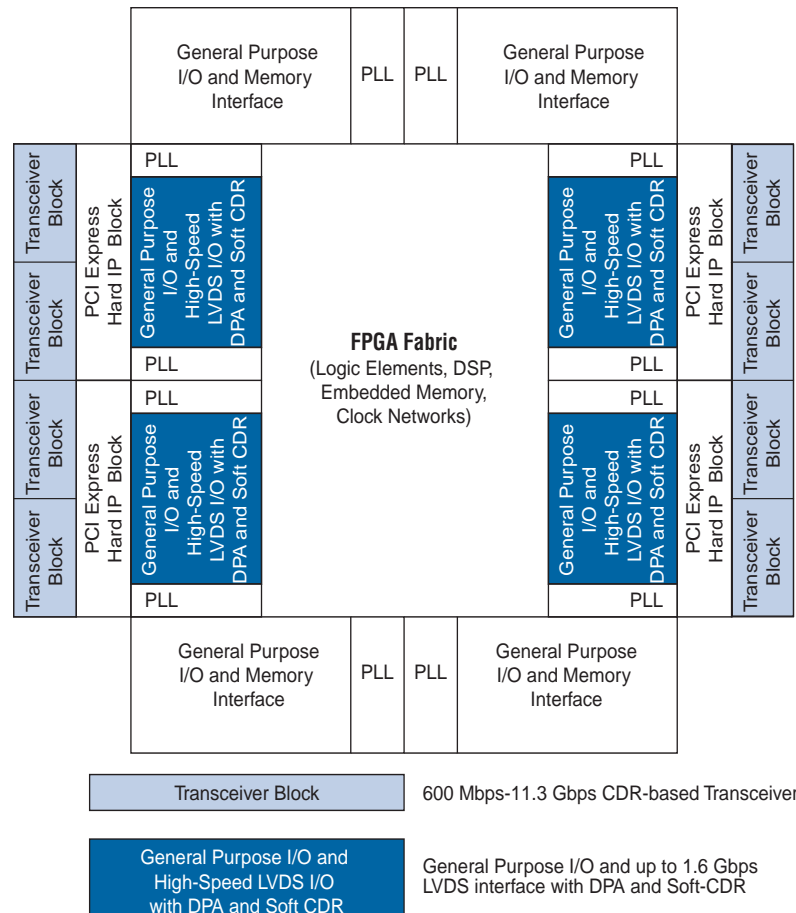 General Purpose
I/O and Memory
Interface
PLL
PLL
General Purpose
I/O and Memory
Interface
Transceiver
Block
Transceiver
Block
Transceiver
Block
Transceiver
Block
PCI Express
Hard IP Block
PCI Express
Hard IP Block
PLL
General Purpose
I/O and
High-Speed
LVDS I/O with
DPA and Soft CDR
PLL
PLL
General Purpose
I/O and
High-Speed
LVDS I/O with
DPA and Soft CDR
PLL
FPGA Fabric
(Logic Elements, DSP,
Embedded Memory,
Clock Networks)
PLL
General Purpose
I/O and
High-Speed
LVDS I/O with
DPA and Soft CDR
PLL
PLL
General Purpose
I/O and
High-Speed
LVDS I/O with
DPA and Soft CDR
PLL
PCI Express
Hard IP Block
PCI Express
Hard IP Block
Transceiver
Block
Transceiver
Block
Transceiver
Block
Transceiver
Block
General Purpose
I/O and Memory
Interface
PLL
PLL
General Purpose
I/O and Memory
Interface
Transceiver Block
600 Mbps-11.3 Gbps CDR-based Transceiver
General Purpose I/O and
High-Speed LVDS I/O
with DPA and Soft CDR
General Purpose I/O and up to 1.6 Gbps
LVDS interface with DPA and Soft-CDR